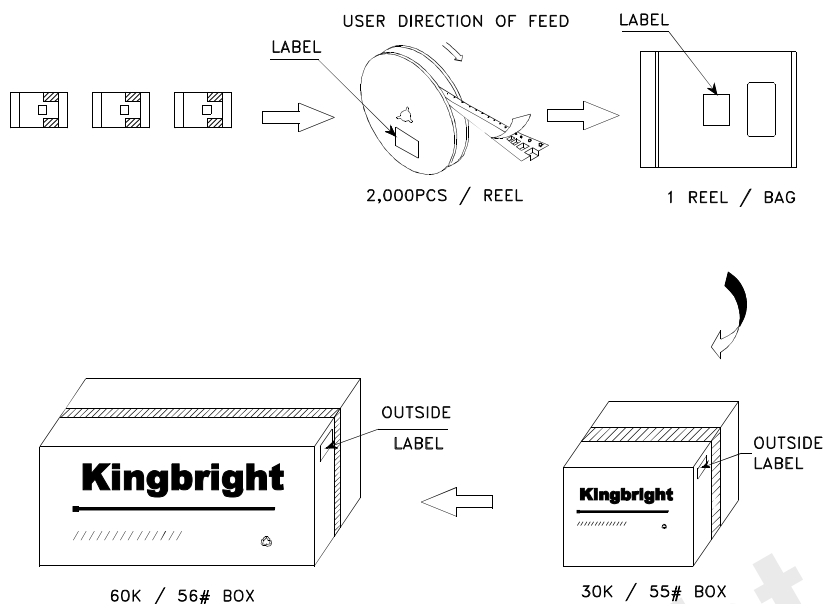 USER DIRECTION OF FEED
LABEL
LABEL
2,000PCS / REEL
1 REEL / BAG
OUTSIDE
LABEL
Kingbright
60K / 56# BOX
OUTSIDE
LABEL
Kingbright
30K / 55# BOX